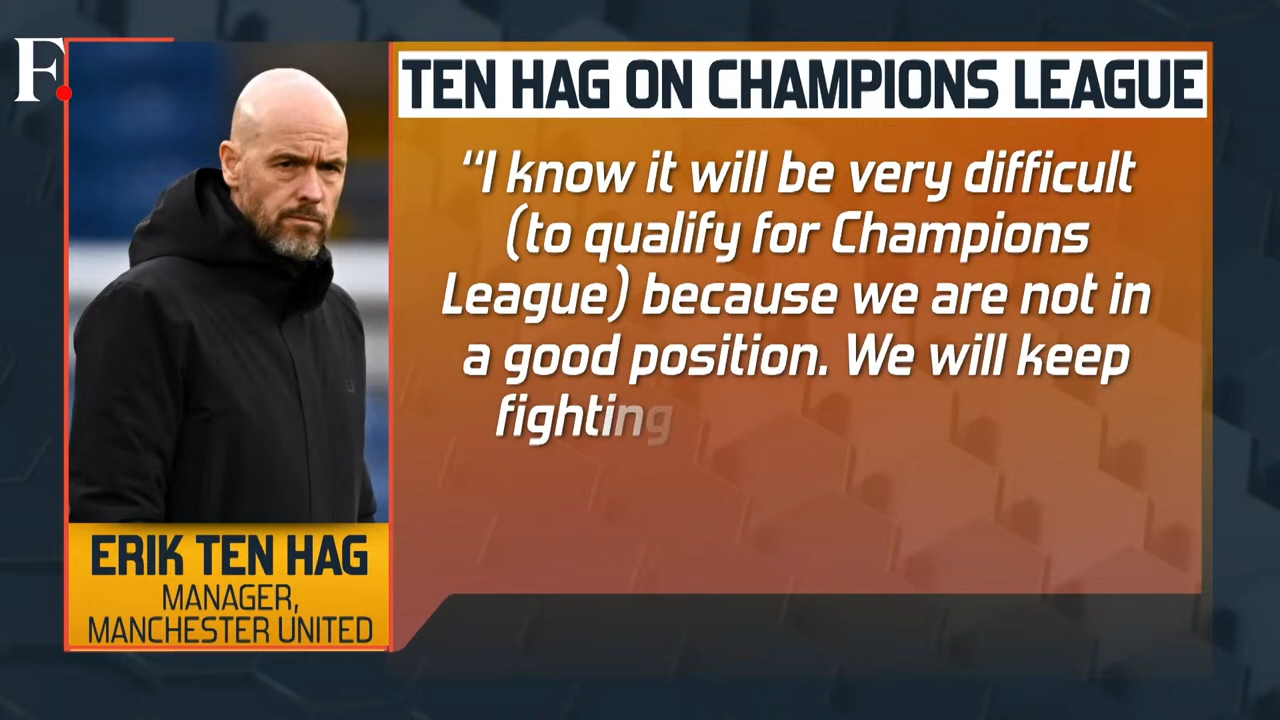 F.
TEN HAG ON CHAMPIONS LEAGUE
“I know it will be very difficult
(to qualify for Champions
League) because we are not in
a good position. We will keep
fighting
ERIK TEN HAG
MANAGER,
MANCHESTER UNITED